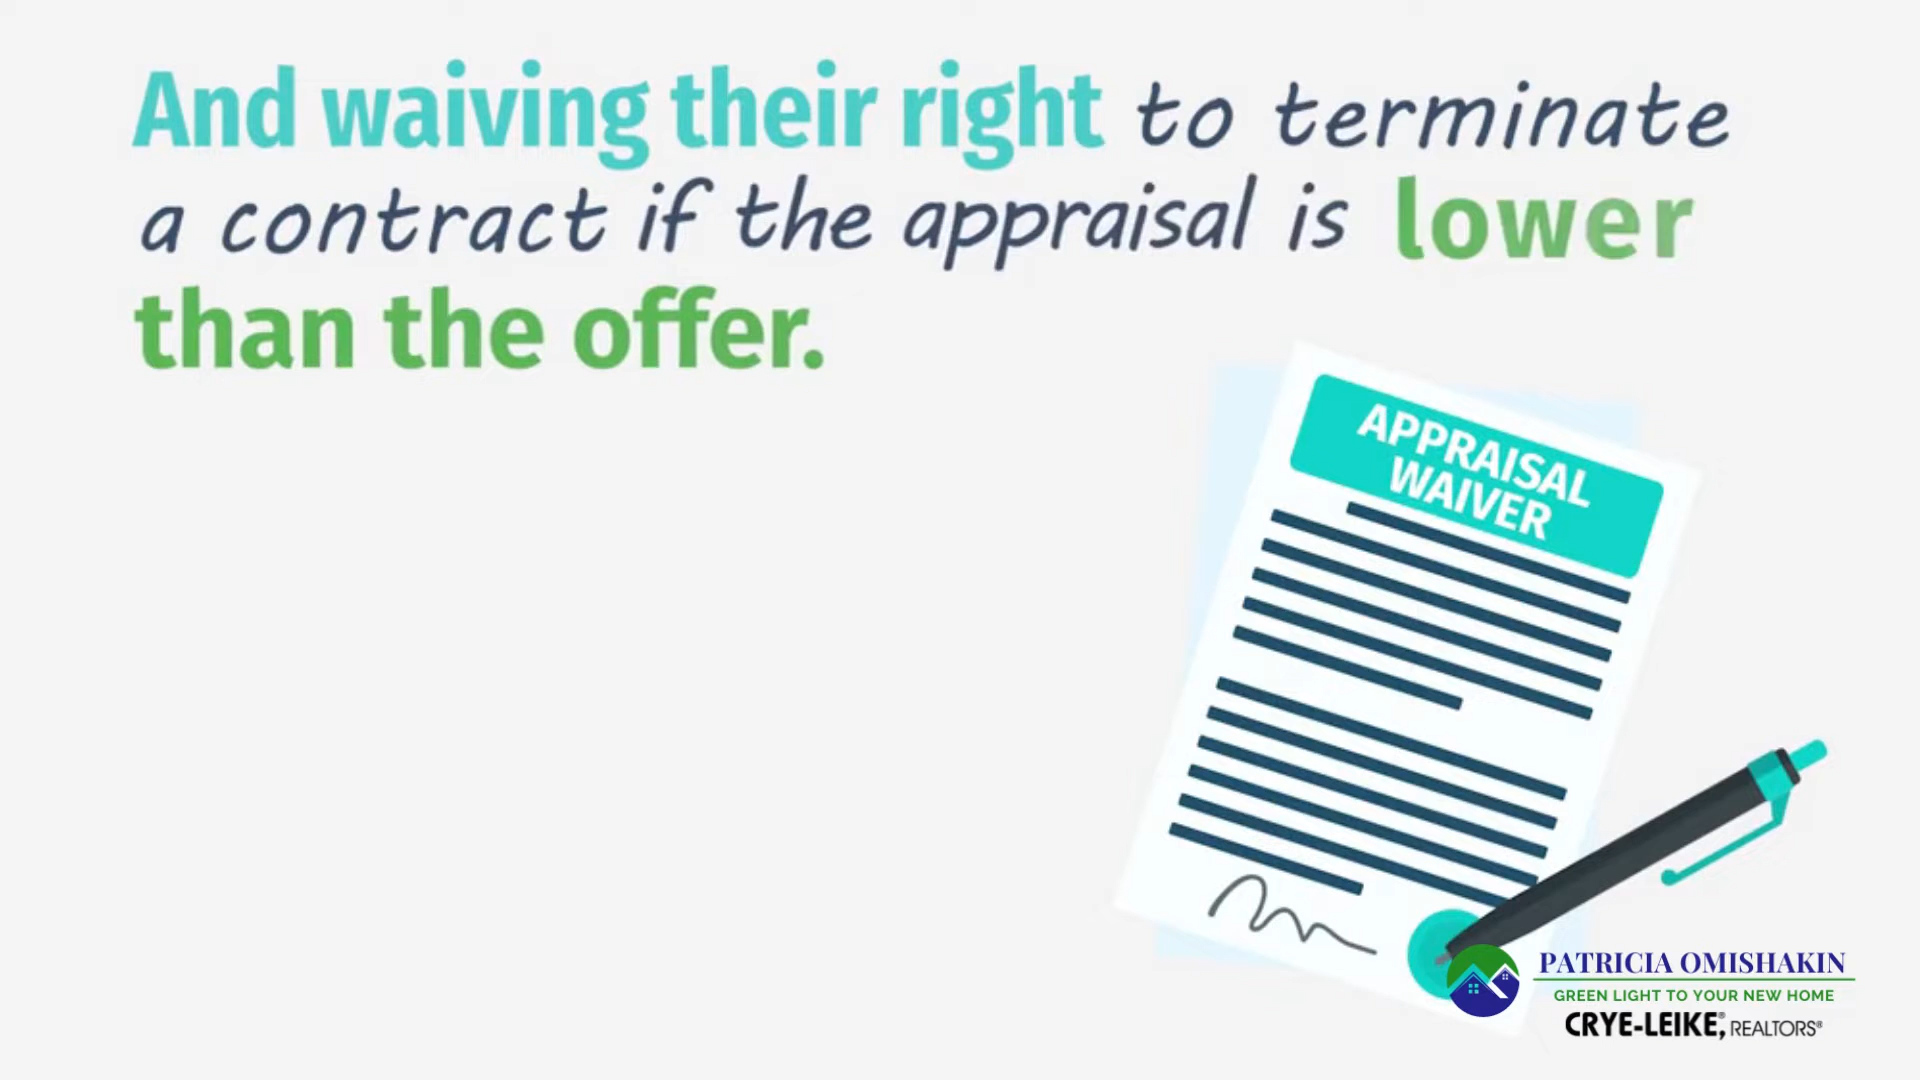 And waiving their right to terminate
a contract if the appraisal is lower
than the offer.
APPRAISAL
WAIVER
PATRICIA OMISHAKIN
GREEN LIGHT TO YOUR NEW HOME
CRYE-LEIKE®, REALTORS®